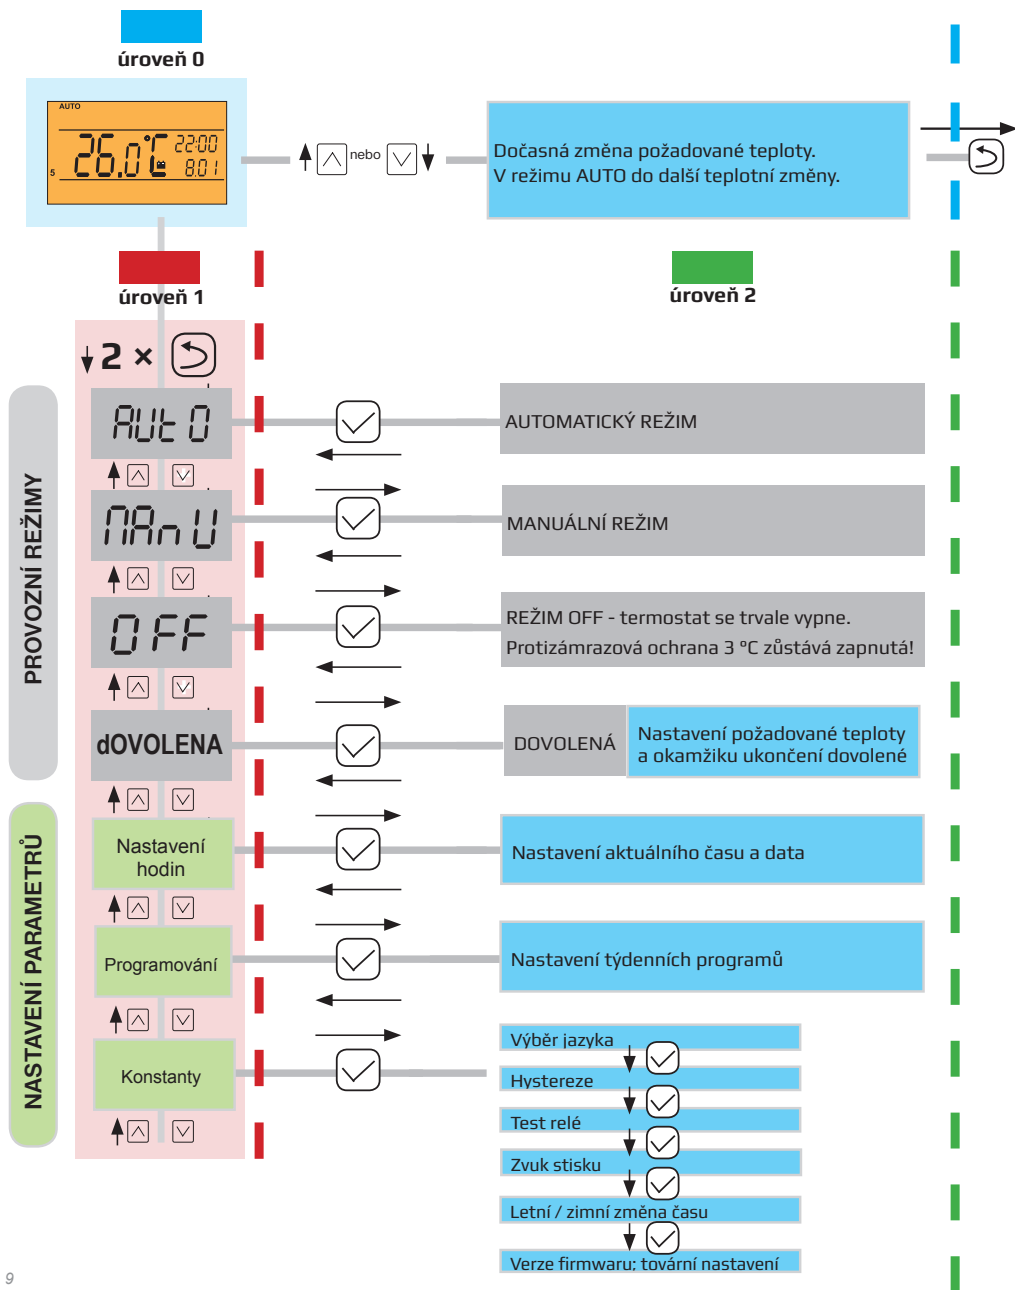 úroveň 0
AUTO
26.0°C
22:00
8.01
5
nebo
Dočasná změna požadované teploty.
V režimu AUTO do další teplotní změny.
úroveň 1
úroveň 2
2 ×
PROVOZNÍ REŽIMY
AUtO
AUTOMATICKÝ REŽIM
MAnU
MANUÁLNÍ REŽIM
OFF
REŽIM OFF - termostat se trvale vypne.
Protizámrazová ochrana 3 °C zůstává zapnutá!
dOVOLENA
DOVOLENÁ
Nastavení požadované teploty
a okamžiku ukončení dovolené
NASTAVENÍ PARAMETRŮ
Nastavení
hodin
Nastavení aktuálního času a data
Programování
Nastavení týdenních programů
Konstanty
Výběr jazyka
Hystereze
Test relé
Zvuk stisku
Letní / zimní změna času
Verze firmwaru; tovární nastavení
9